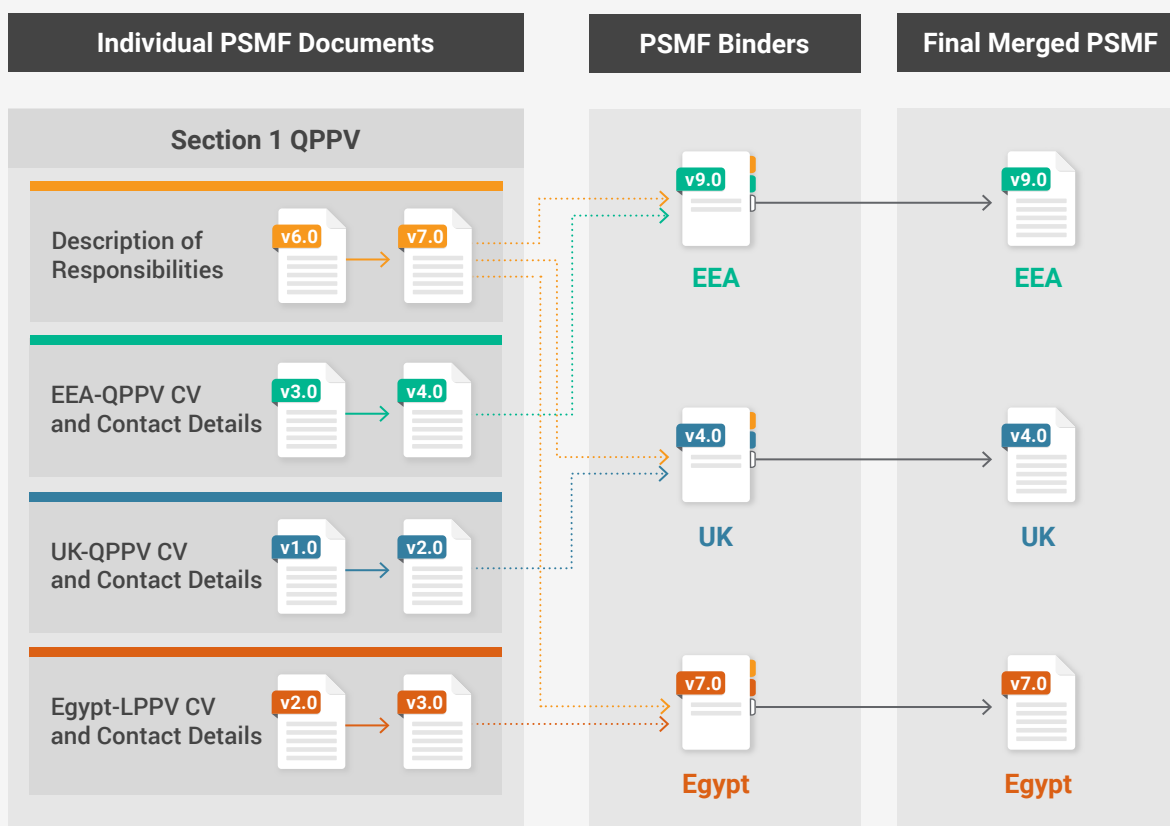 Individual PSMF Documents
PSMF Binders
Final Merged PSMF
Section 1 QPPV
Description of
Responsibilities
v6.0
v7.0
EEA-QPPV CV
and Contact Details
v3.0
v4.0
UK-QPPV CV
and Contact Details
v1.0
v2.0
Egypt-LPPV CV
and Contact Details
v2.0
v3.0
v9.0
EEA
v4.0
UK
v7.0
Egypt
v9.0
EEA
v4.0
UK
v7.0
Egypt